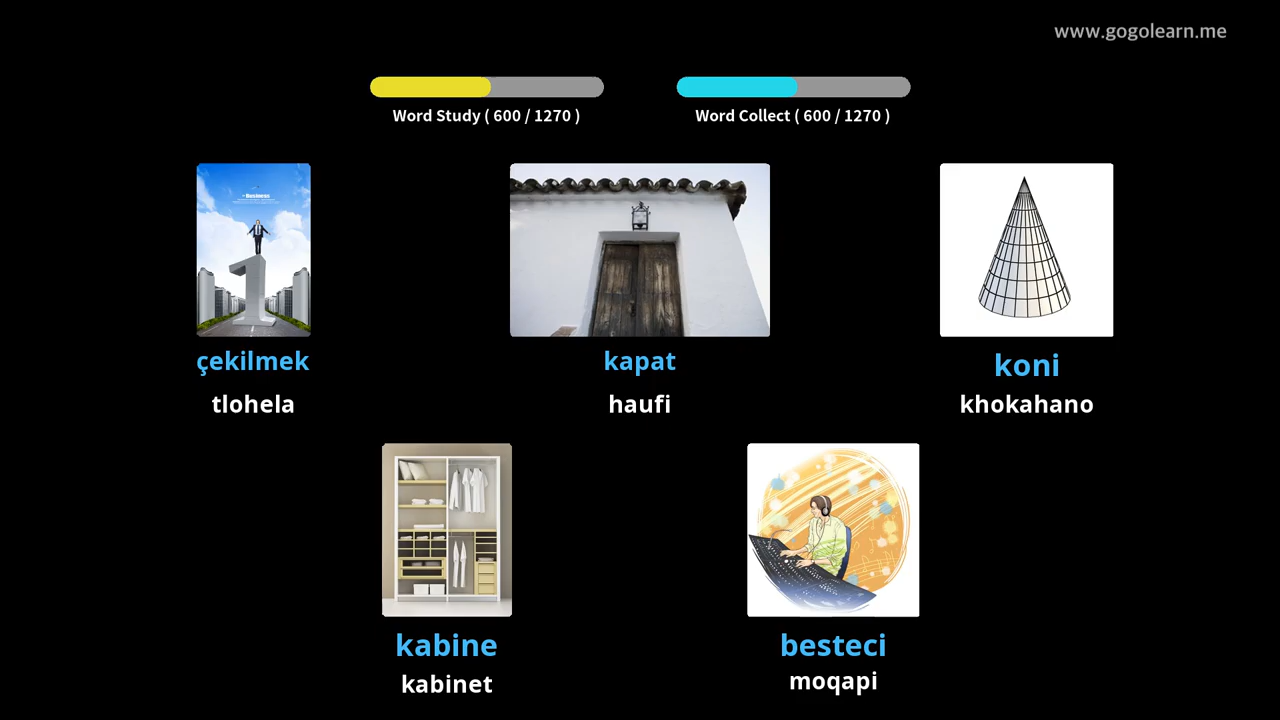 www.gogolearn.me
Word Study ( 600 / 1270 )
Word Collect ( 600 / 1270 )
Business
çekilmek
kapat
koni
tlohela
haufi
khokahano
kabine
besteci
kabinet
moqapi